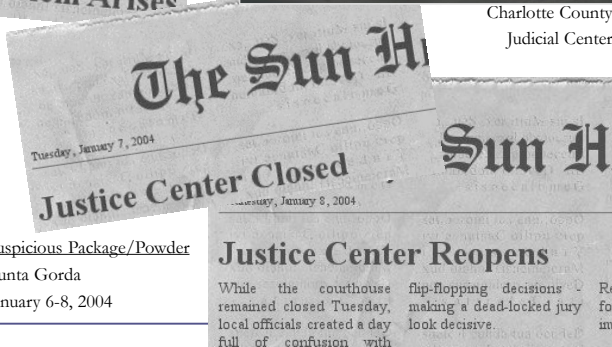 Arises
Charlotte County
Judicial Center
The Sun H
Tuesday, January 7, 2004
Justice Center Closed
Sun H
January 8, 2004
Justice Center Reopens
While the courthouse
remained closed Tuesday,
local officials created a day
full of confusion with
flip-flopping decisions -
making a dead-locked jury
look decisive.
uspicious Package/Powder
unta Gorda
nuary 6-8, 2004